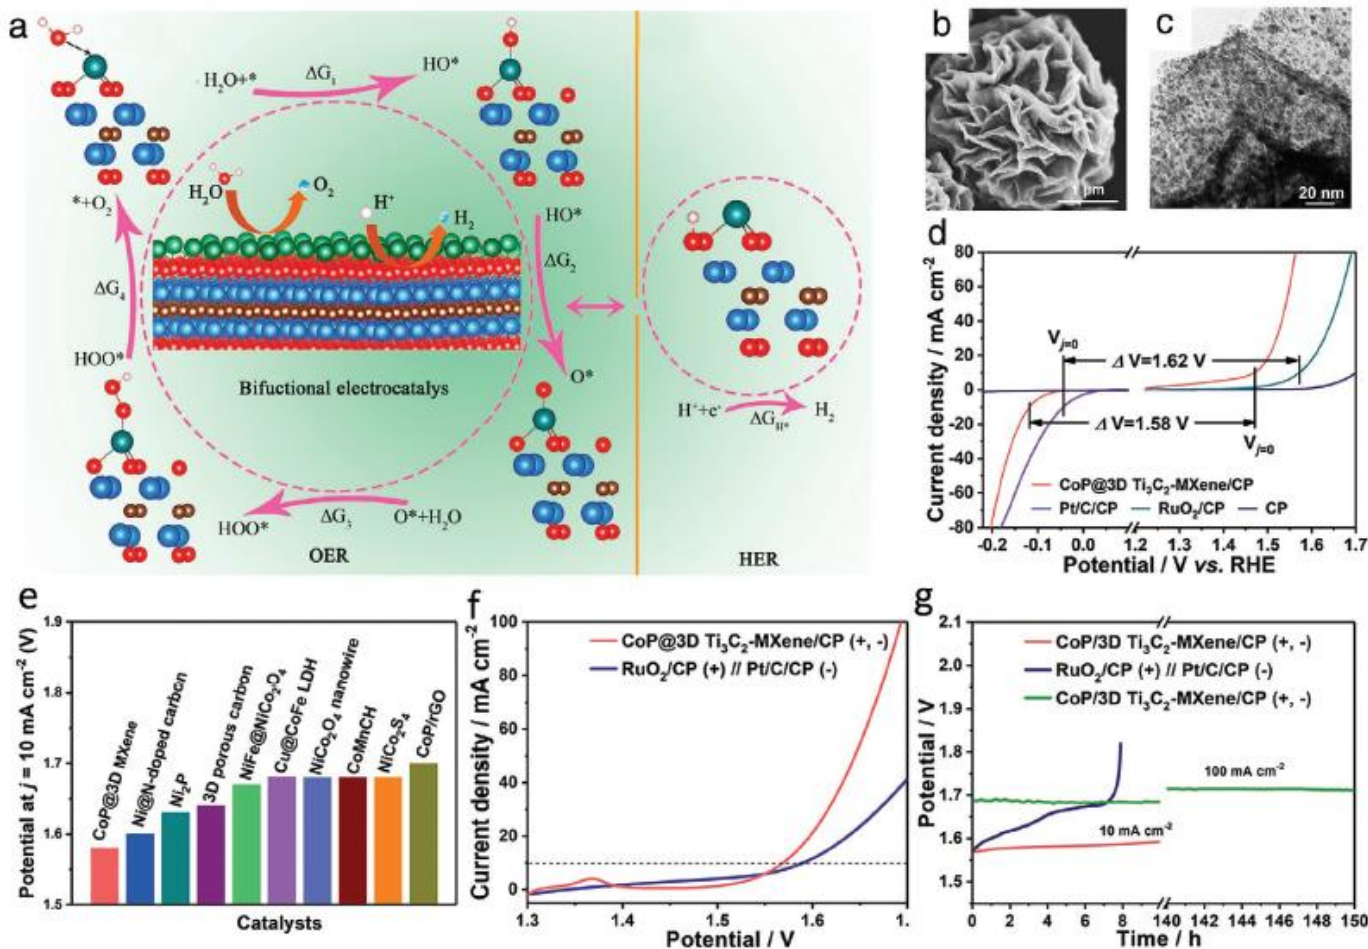 a
H₂O+*
ΔG₁
HO*
H₂O
O₂
H⁺
H₂
*+O₂
HO*
ΔG₂
ΔG₄
HOO*
Bifuctional electrocatalys
O*
H⁺+e⁻
ΔG_H*
H₂
HOO*
ΔG₃
O*+H₂O
OER
HER
b
1 μm
c
20 nm
d
Current density / mA cm⁻²
80
60
40
20
0
-20
-40
-60
-80
V_j=0
Δ V=1.62 V
Δ V=1.58 V
V_j=0
CoP@3D Ti₃C₂-MXene/CP
Pt/C/CP
RuO₂/CP
CP
-0.2
-0.1
0.0
1.2
1.3
1.4
1.5
1.6
1.7
Potential / V vs. RHE
e
Potential at j = 10 mA cm⁻² (V)
1.9
1.8
1.7
1.6
1.5
CoP@3D MXene
Ni@N-doped carbon
Ni₂P
3D porous carbon
NiFe@NiCo₂O₄
Cu@CoFe LDH
NiCo₂O₄ nanowire
CoMnCH
NiCo₂S₄
CoP/rGO
Catalysts
f
Current density / mA cm⁻²
100
80
60
40
20
0
CoP@3D Ti₃C₂-MXene/CP (+, -)
RuO₂/CP (+) // Pt/C/CP (-)
1.3
1.4
1.5
1.6
1.
Potential / V
g
Potential / V
2.1
2.0
1.9
1.8
1.7
1.6
1.5
CoP/3D Ti₃C₂-MXene/CP (+, -)
RuO₂/CP (+) // Pt/C/CP (-)
CoP/3D Ti₃C₂-MXene/CP (+, -)
100 mA cm⁻²
10 mA cm⁻²
0
2
4
6
8
140
142
144
146
148
150
Time / h